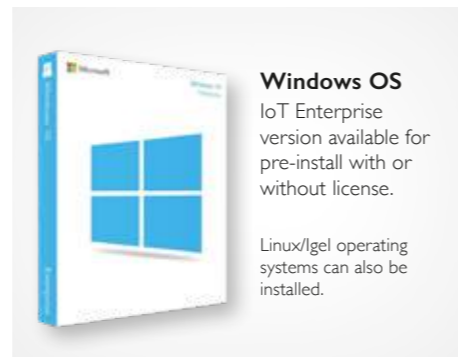 Microsoft
Windows OS
IoT Enterprise
version available for
pre-install with or
without license.
Linux/Igel operating
systems can also be
installed.